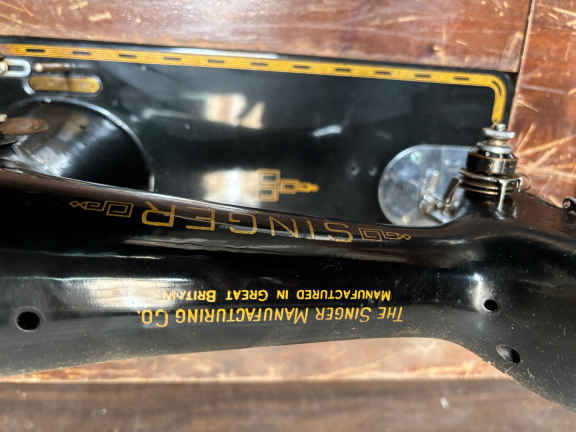 SINGER
THE SINGER MANUFACTURING CO.
MANUFACTURED IN GREAT BRITAIN